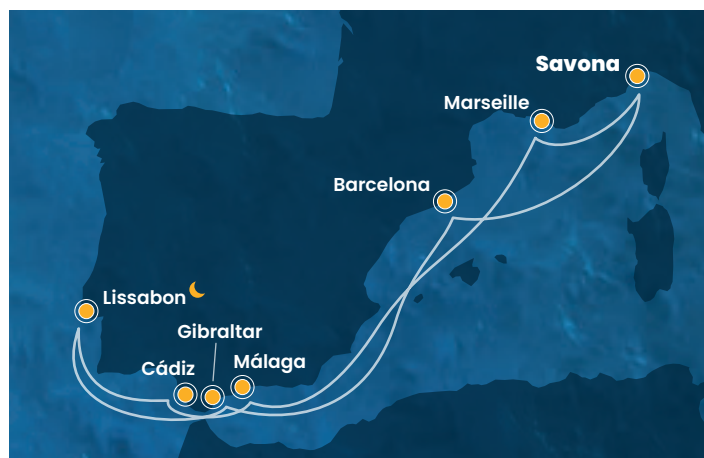 Savona
Marseille
Barcelona
Lissabon
Gibraltar
Cádiz
Málaga